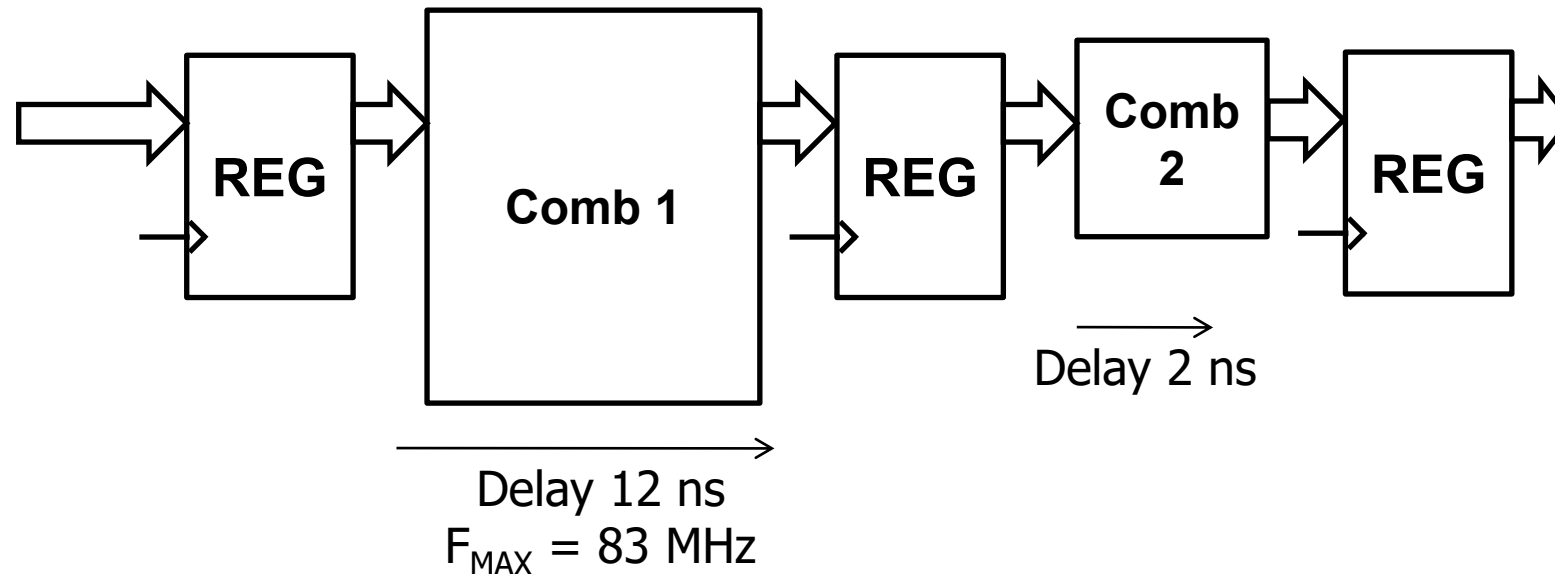 REG
Comb 1
REG
Comb
2
REG
Delay 2 ns
Delay 12 ns
FMAX = 83 MHz